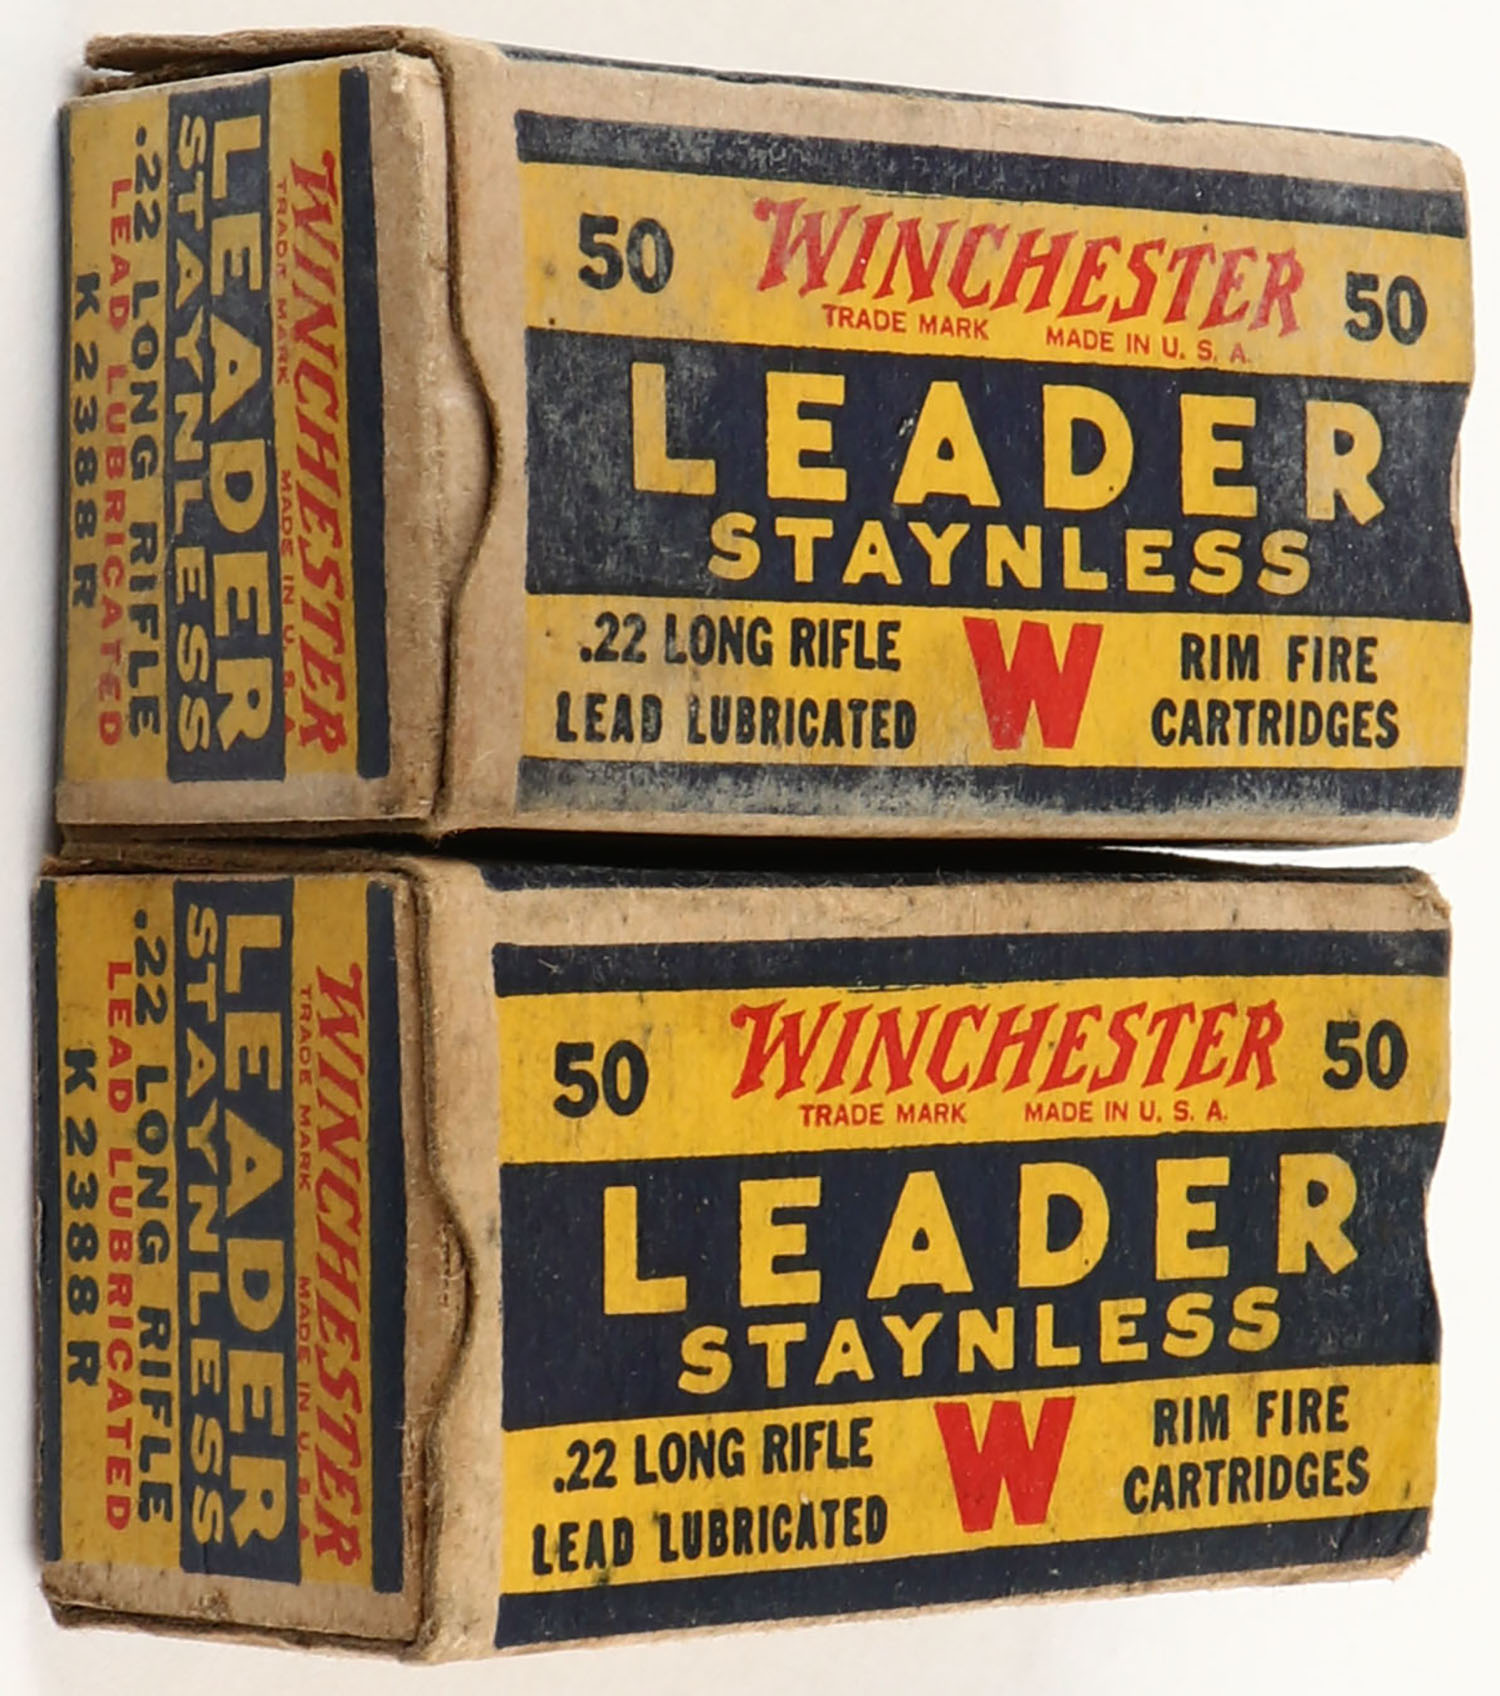 WINCHESTER
TRADE MARK MADE IN U. S. A.
LEADER
STAYNLESS
.22 LONG RIFLE
LEAD LUBRICATED
K2388R
50 WINCHESTER 50
TRADE MARK MADE IN U. S. A.
LEADER
STAYNLESS
.22 LONG RIFLE W RIM FIRE
LEAD LUBRICATED CARTRIDGES
WINCHESTER
TRADE MARK MADE IN U. S. A.
LEADER
STAYNLESS
.22 LONG RIFLE
LEAD LUBRICATED
K2388R
50 WINCHESTER 50
TRADE MARK MADE IN U. S. A.
LEADER
STAYNLESS
.22 LONG RIFLE W RIM FIRE
LEAD LUBRICATED CARTRIDGES